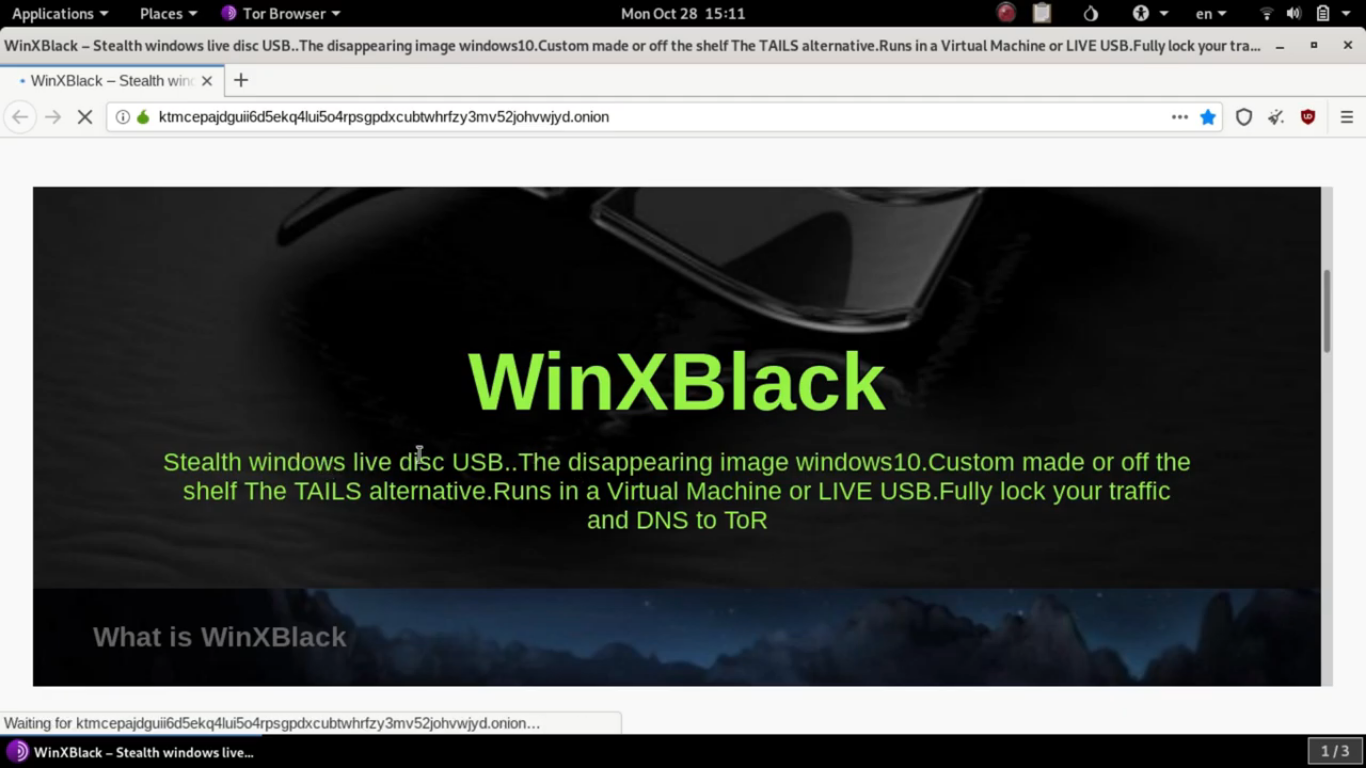 Applications Places Tor Browser Mon Oct 28 15:11 en
WinXBlack – Stealth windows live disc USB..The disappearing image windows10.Custom made or off the shelf The TAILS alternative.Runs in a Virtual Machine or LIVE USB.Fully lock your tra...
WinXBlack – Stealth win
ktmcepajdguii6d5ekq4lui5o4rpsgpdxcubtwhrfzy3mv52johvwjyd.onion
WinXBlack
Stealth windows live disc USB..The disappearing image windows10.Custom made or off the
shelf The TAILS alternative.Runs in a Virtual Machine or LIVE USB.Fully lock your traffic
and DNS to ToR
What is WinXBlack
Waiting for ktmcepajdguii6d5ekq4lui5o4rpsgpdxcubtwhrfzy3mv52johvwjyd.onion…
WinXBlack – Stealth windows live... 1 / 3